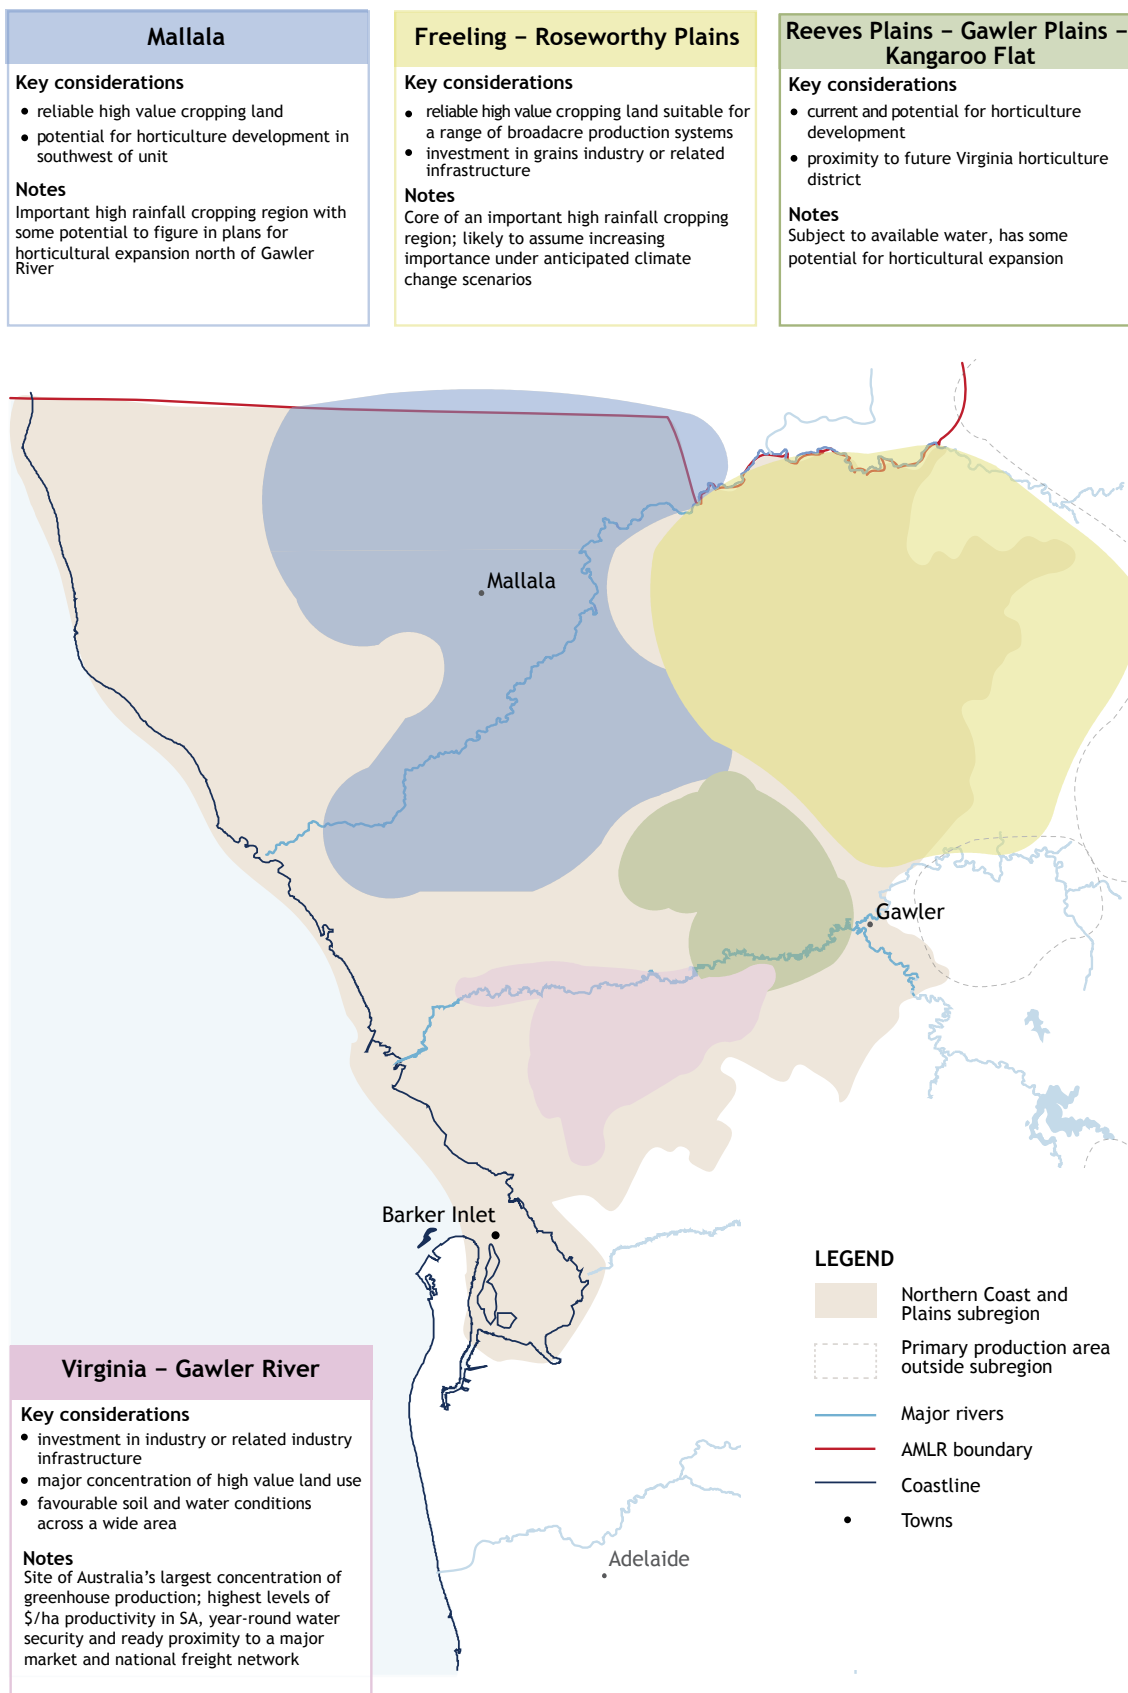 Mallala
Key considerations
• reliable high value cropping land
• potential for horticulture development in
southwest of unit
Notes
Important high rainfall cropping region with
some potential to figure in plans for
horticultural expansion north of Gawler
River
Freeling – Roseworthy Plains
Key considerations
• reliable high value cropping land suitable for
a range of broadacre production systems
• investment in grains industry or related
infrastructure
Notes
Core of an important high rainfall cropping
region; likely to assume increasing
importance under anticipated climate
change scenarios
Reeves Plains – Gawler Plains –
Kangaroo Flat
Key considerations
• current and potential for horticulture
development
• proximity to future Virginia horticulture
district
Notes
Subject to available water, has some
potential for horticultural expansion
Mallala
Gawler
Barker Inlet
Adelaide
LEGEND
Northern Coast and
Plains subregion
Primary production area
outside subregion
Major rivers
AMLR boundary
Coastline
Towns
Virginia – Gawler River
Key considerations
• investment in industry or related industry
infrastructure
• major concentration of high value land use
• favourable soil and water conditions
across a wide area
Notes
Site of Australia’s largest concentration of
greenhouse production; highest levels of
$/ha productivity in SA, year-round water
security and ready proximity to a major
market and national freight network